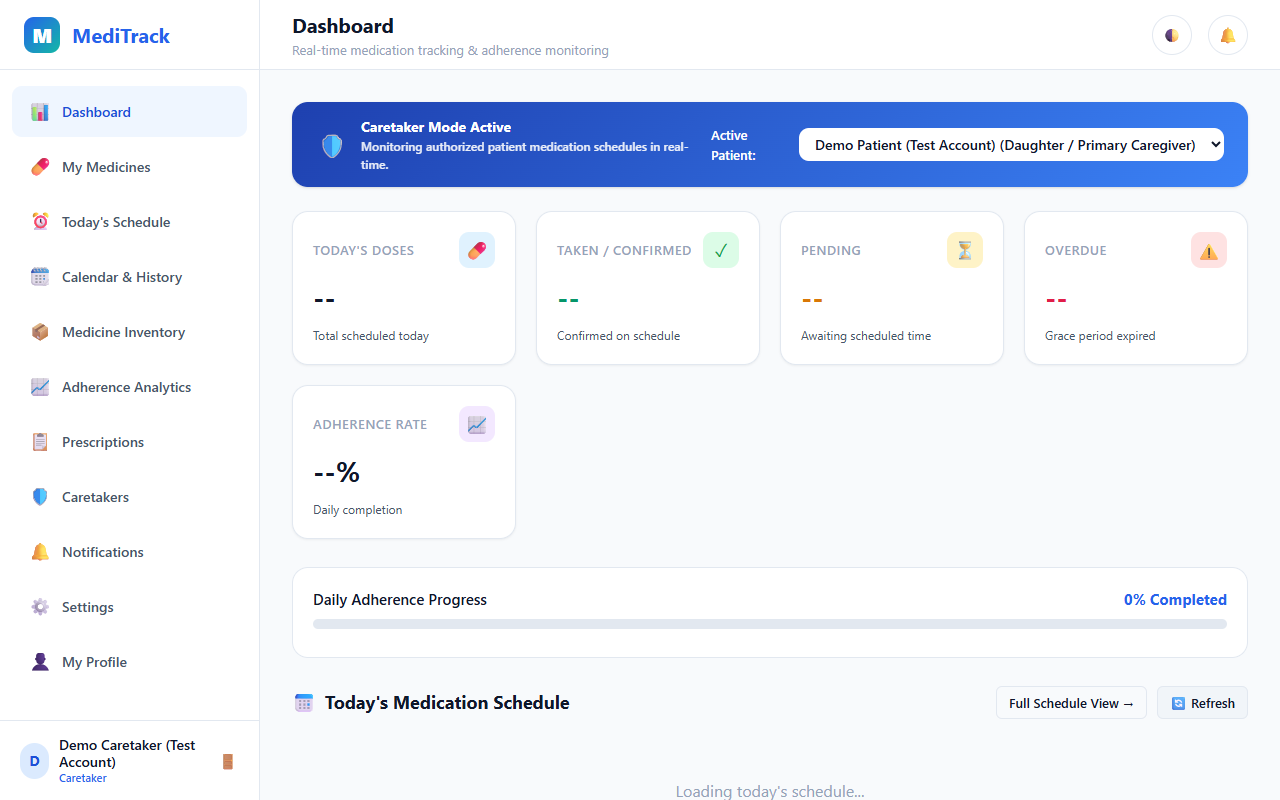 M MediTrack
Dashboard
My Medicines
Today's Schedule
Calendar & History
Medicine Inventory
Adherence Analytics
Prescriptions
Caretakers
Notifications
Settings
My Profile
D
Demo Caretaker (Test
Account)
Caretaker
Dashboard
Real-time medication tracking & adherence monitoring
Caretaker Mode Active
Monitoring authorized patient medication schedules in real-
time.
Active
Patient:
Demo Patient (Test Account) (Daughter / Primary Caregiver)
TODAY'S DOSES
--
Total scheduled today
TAKEN / CONFIRMED
✓
--
Confirmed on schedule
PENDING
--
Awaiting scheduled time
OVERDUE
--
Grace period expired
ADHERENCE RATE
--%
Daily completion
Daily Adherence Progress
0% Completed
Today's Medication Schedule
Full Schedule View →
Refresh
Loading today's schedule...